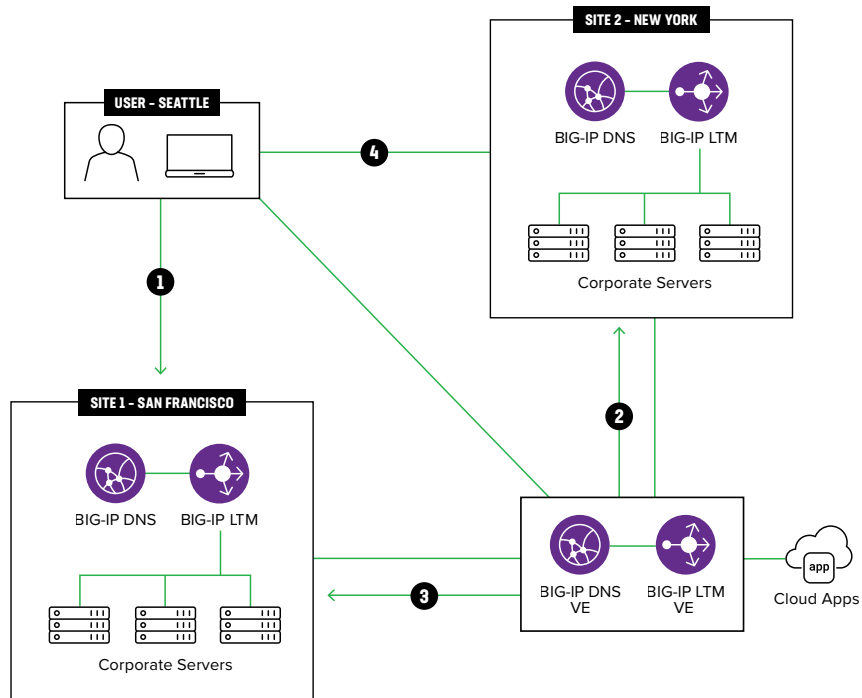 SITE 2 – NEW YORK
BIG-IP DNS
BIG-IP LTM
Corporate Servers
USER – SEATTLE
4
1
2
3
SITE 1 – SAN FRANCISCO
BIG-IP DNS
BIG-IP LTM
Corporate Servers
BIG-IP DNS
VE
BIG-IP LTM
VE
app
Cloud Apps